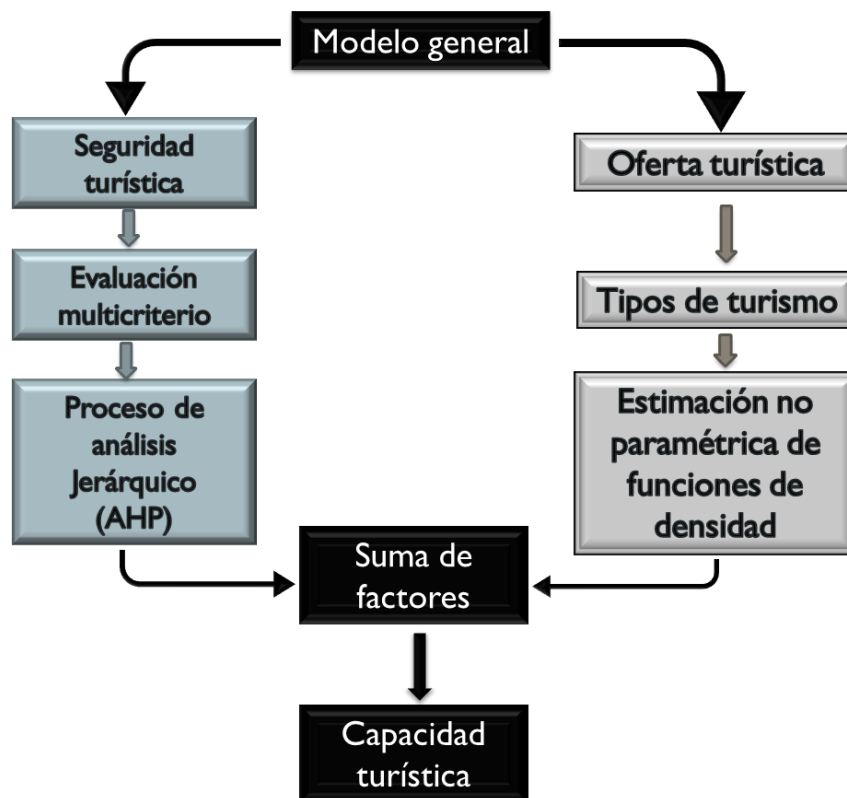 Modelo general
Seguridad
turística
Evaluación
multicriterio
Proceso de
análisis
Jerárquico
(AHP)
Oferta turística
Tipos de turismo
Estimación no
paramétrica de
funciones de
densidad
Suma de
factores
Capacidad
turística